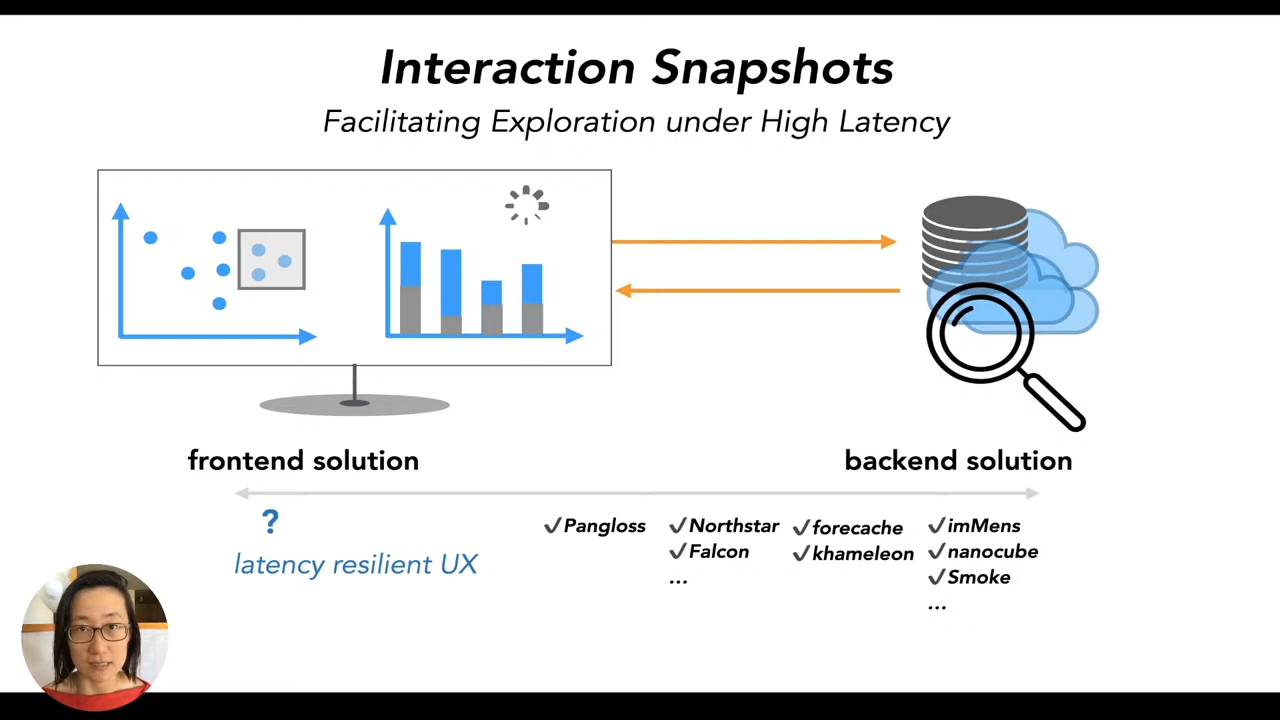 Interaction Snapshots
Facilitating Exploration under High Latency
frontend solution
backend solution
?
latency resilient UX
✓Pangloss
✓Northstar
✓Falcon
...
✓forecache
✓khameleon
✓imMens
✓nanocube
✓Smoke
...